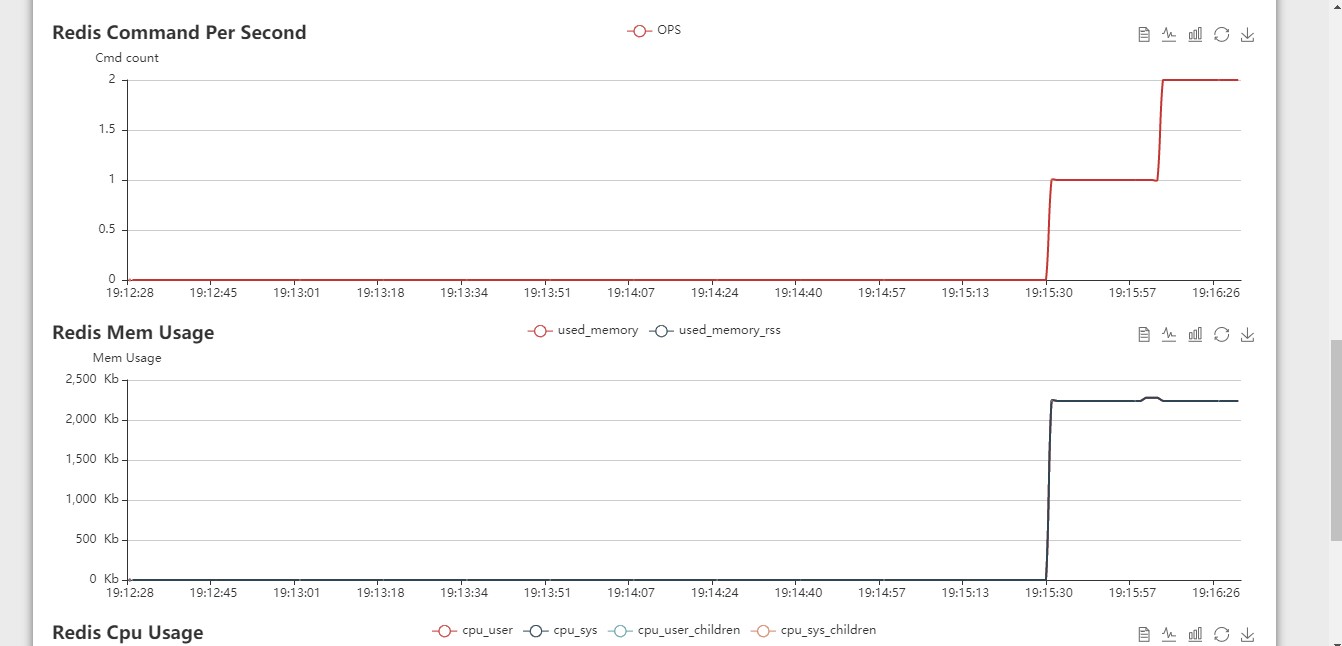 Redis Command Per Second
OPS
Cmd count
2
1.5
1
0.5
0
19:12:28 19:12:45 19:13:01 19:13:18 19:13:34 19:13:51 19:14:07 19:14:24 19:14:40 19:14:57 19:15:13 19:15:30 19:15:57 19:16:26
Redis Mem Usage
used_memory used_memory_rss
Mem Usage
2,500 Kb
2,000 Kb
1,500 Kb
1,000 Kb
500 Kb
0 Kb
19:12:28 19:12:45 19:13:01 19:13:18 19:13:34 19:13:51 19:14:07 19:14:24 19:14:40 19:14:57 19:15:13 19:15:30 19:15:57 19:16:26
Redis Cpu Usage
cpu_user cpu_sys cpu_user_children cpu_sys_children